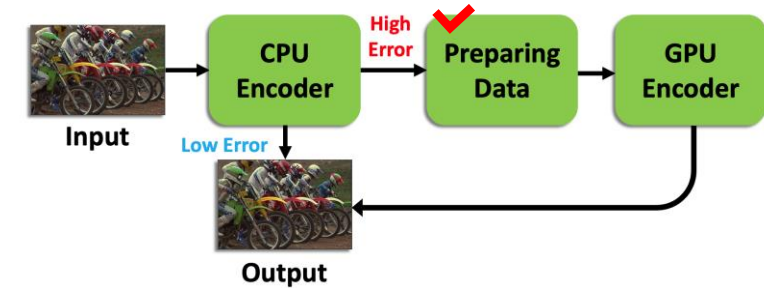 CPU
Encoder
High
Error
Preparing
Data
GPU
Encoder
Input
Low Error
Output